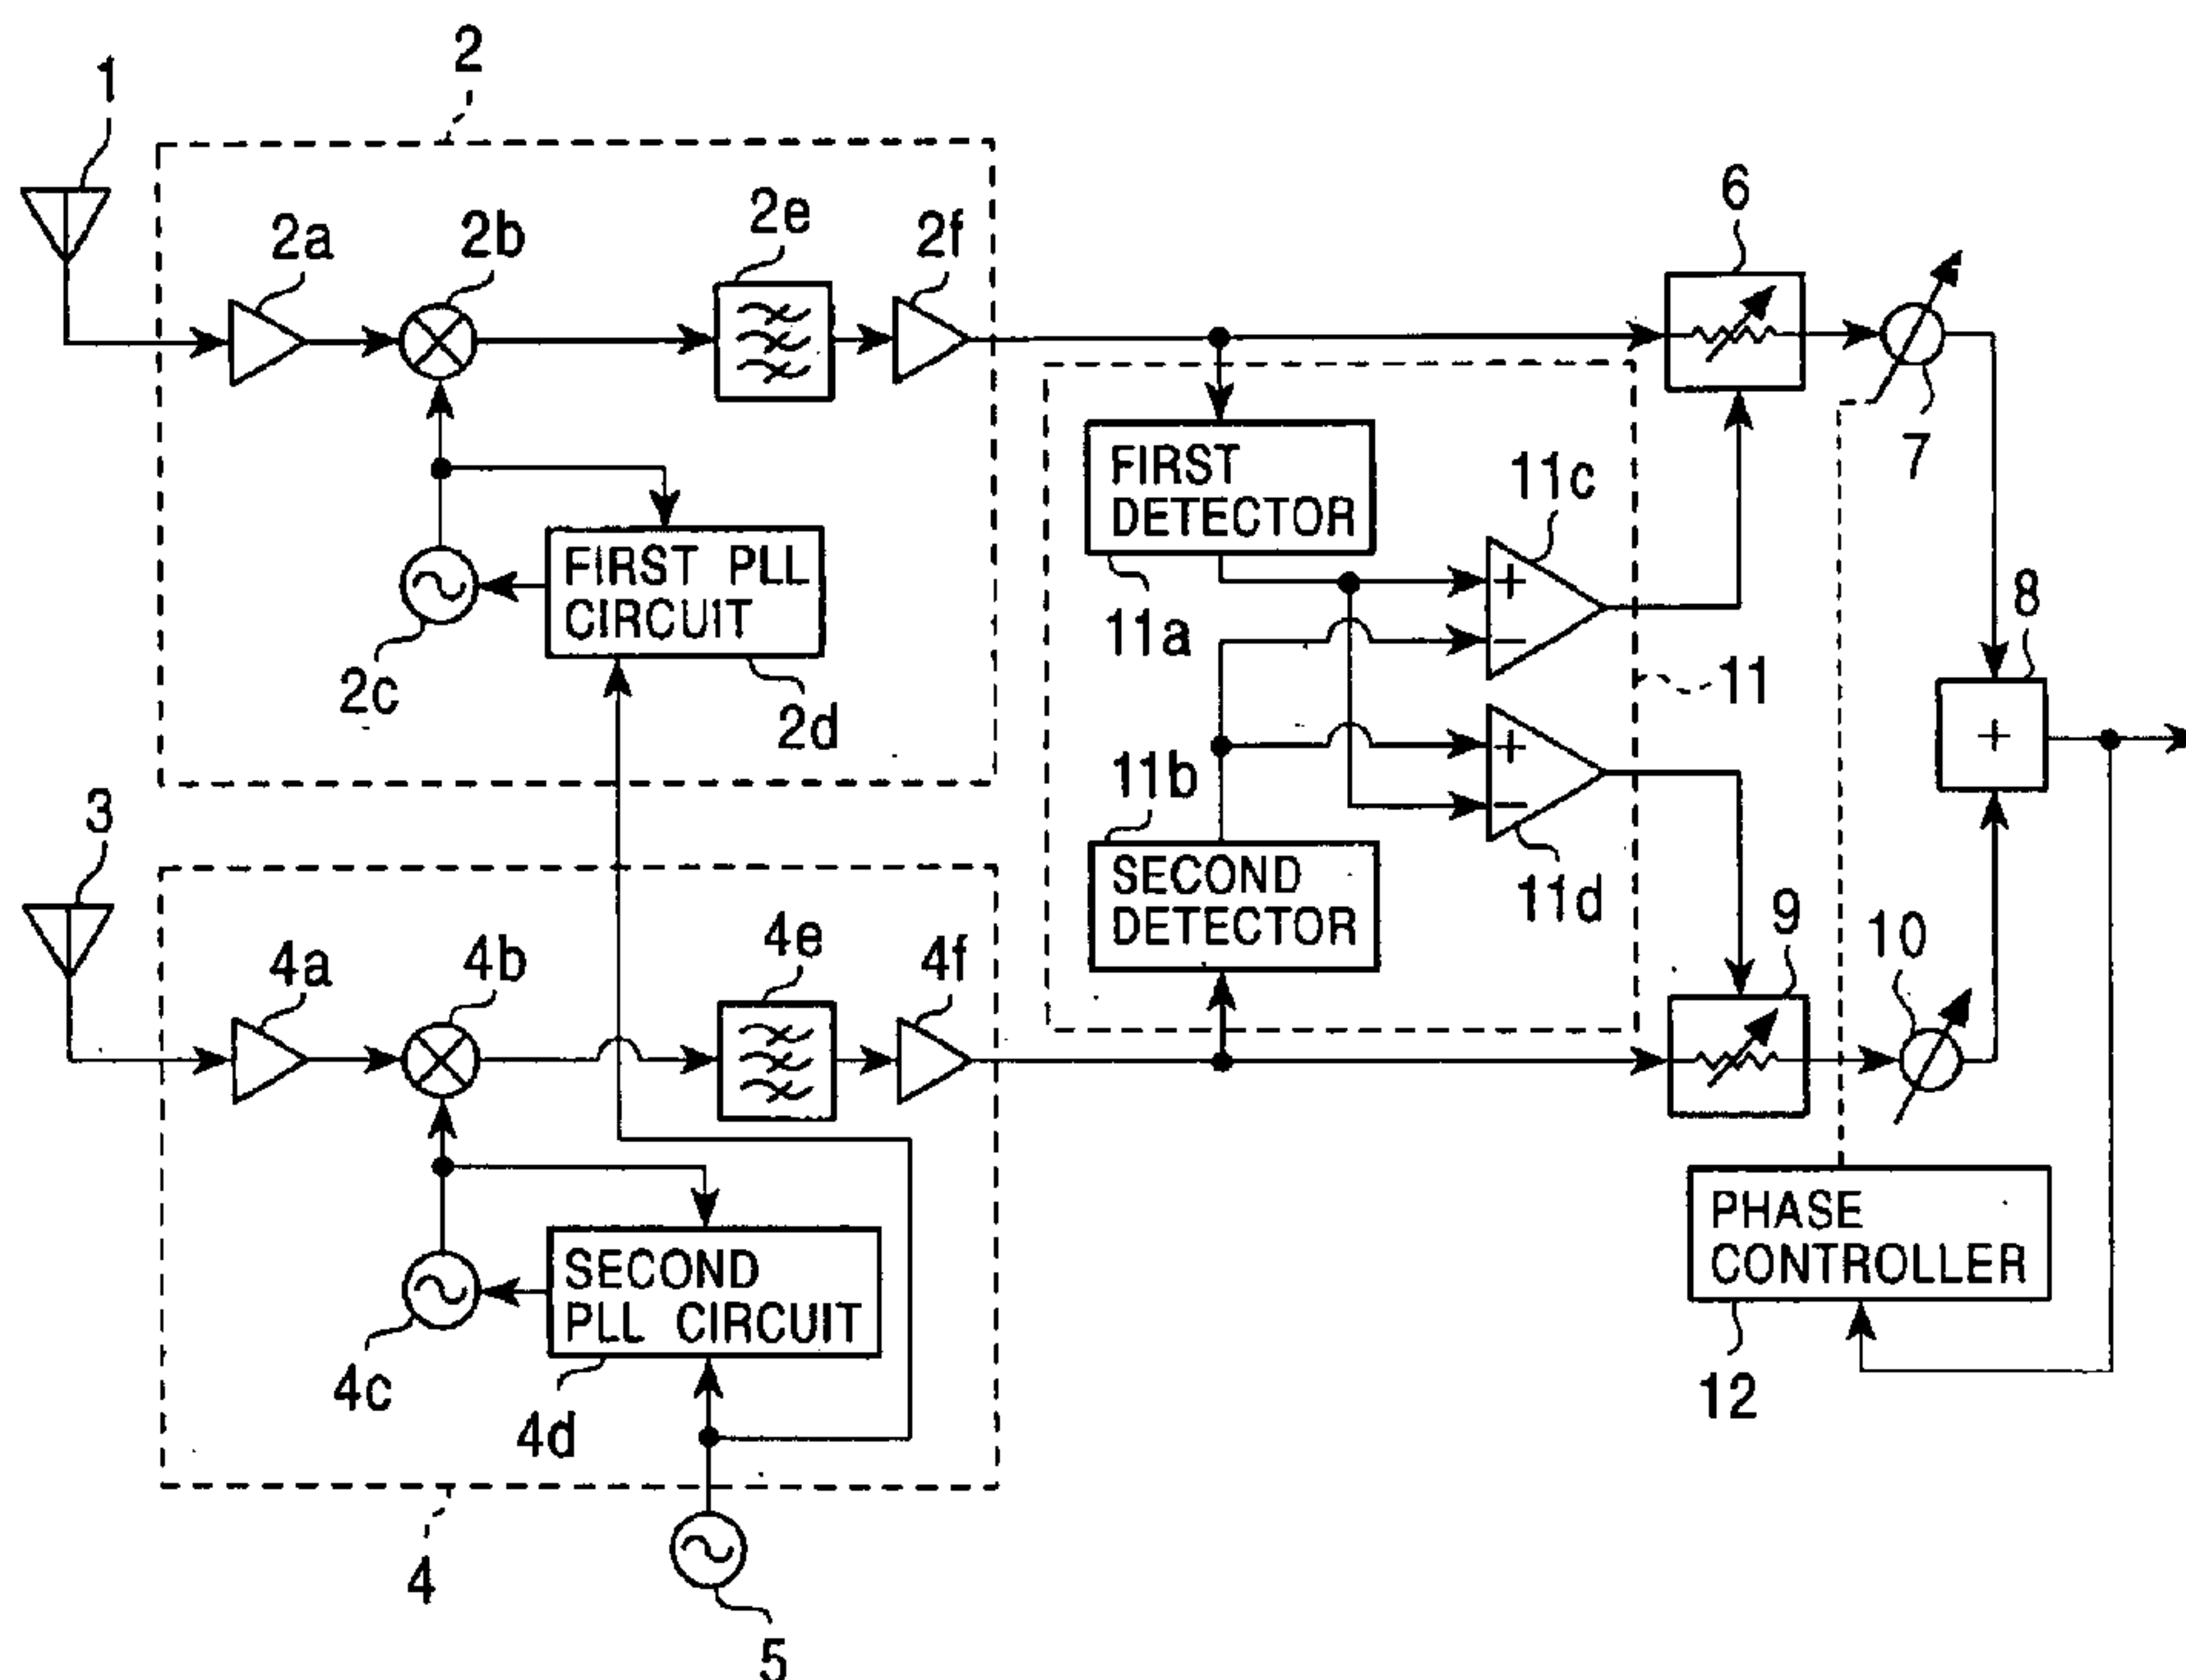 1
2
2a
2b
2e
2f
6
7
FIRST
DETECTOR
11c
11a
FIRST PLL
CIRCUIT
2c
2d
+
−
11
8
+
3
11b
+
−
11d
SECOND
DETECTOR
4a
4b
4e
4f
9
10
SECOND
PLL CIRCUIT
4c
4d
PHASE
CONTROLLER
12
4
5